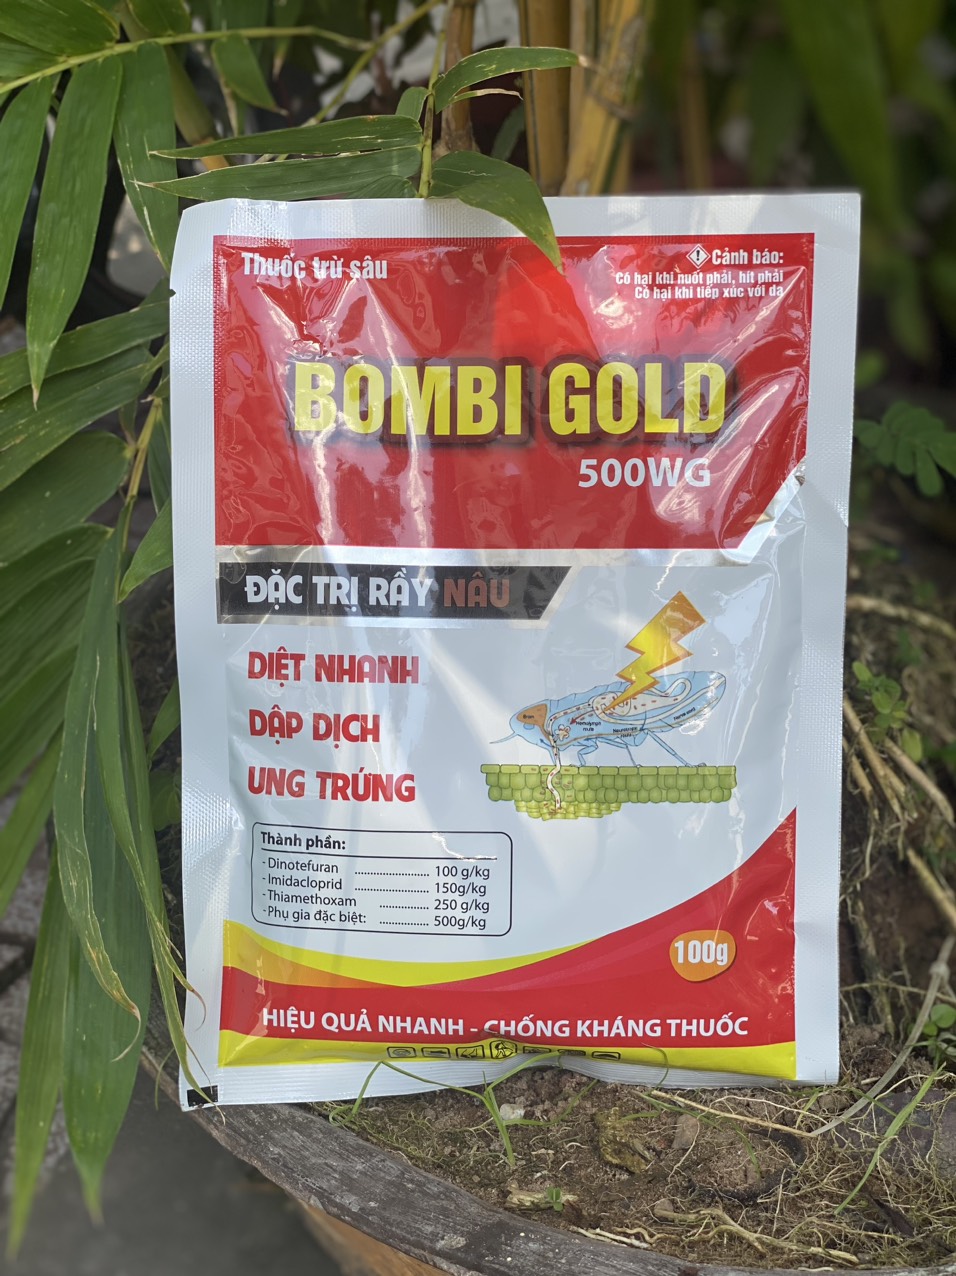 Thuốc trừ sâu
Cảnh báo:
Có hại khi nuốt phải, hít phải
Có hại khi tiếp xúc với da
BOMBI GOLD
500WG
ĐẶC TRỊ RẦY NÂU
DIỆT NHANH
DẬP DỊCH
UNG TRỨNG
Brain
Hemolymph
Thành phần:
- Dinotefuran ........................ 100 g/kg
- Imidacloprid ........................ 150g/kg
- Thiamethoxam ................ 250 g/kg
- Phụ gia đặc biệt: ................ 500g/kg
100g
HIỆU QUẢ NHANH - CHỐNG KHÁNG THUỐC